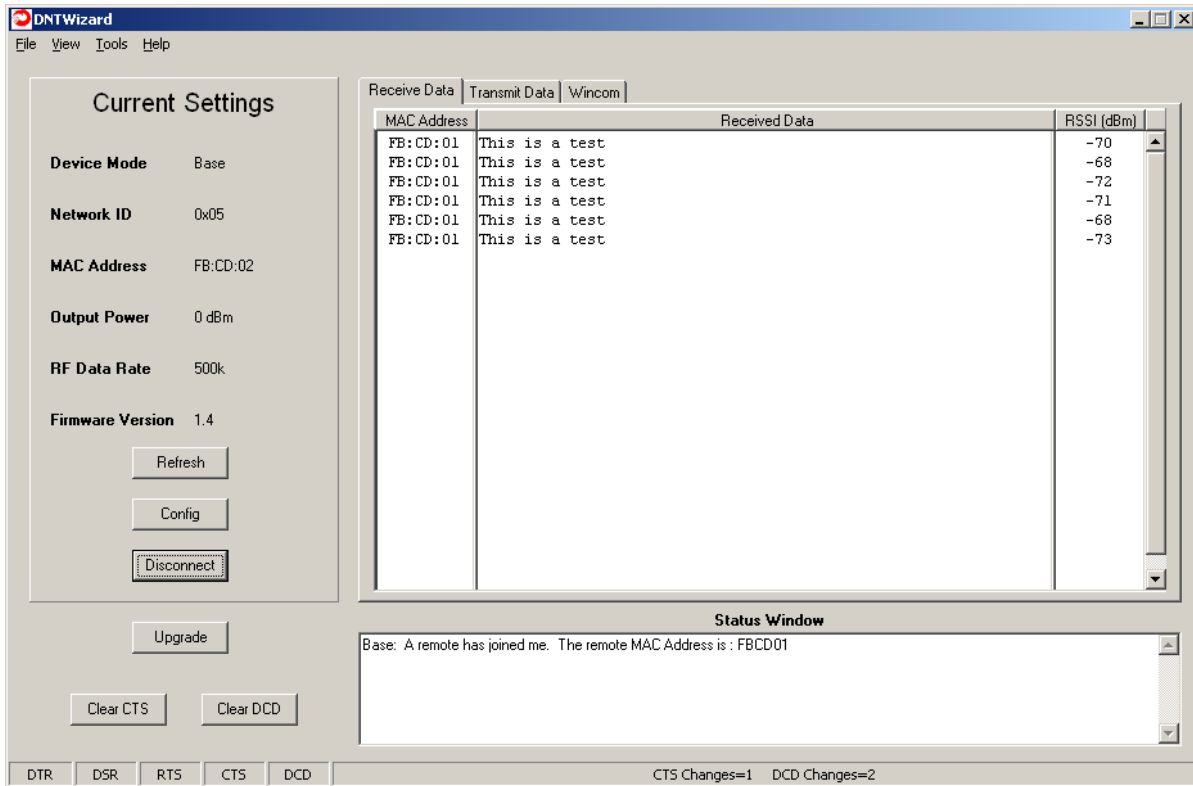 DNTWizard
File View Tools Help
Current Settings
Device Mode Base
Network ID 0x05
MAC Address FB:CD:02
Output Power 0 dBm
RF Data Rate 500k
Firmware Version 1.4
Refresh
Config
Disconnect
Upgrade
Clear CTS Clear DCD
Receive Data Transmit Data Wincom
MAC Address Received Data RSSI (dBm)
FB:CD:01 This is a test -70
FB:CD:01 This is a test -68
FB:CD:01 This is a test -72
FB:CD:01 This is a test -71
FB:CD:01 This is a test -68
FB:CD:01 This is a test -73
Status Window
Base: A remote has joined me. The remote MAC Address is : FBCD01
DTR DSR RTS CTS DCD CTS Changes=1 DCD Changes=2